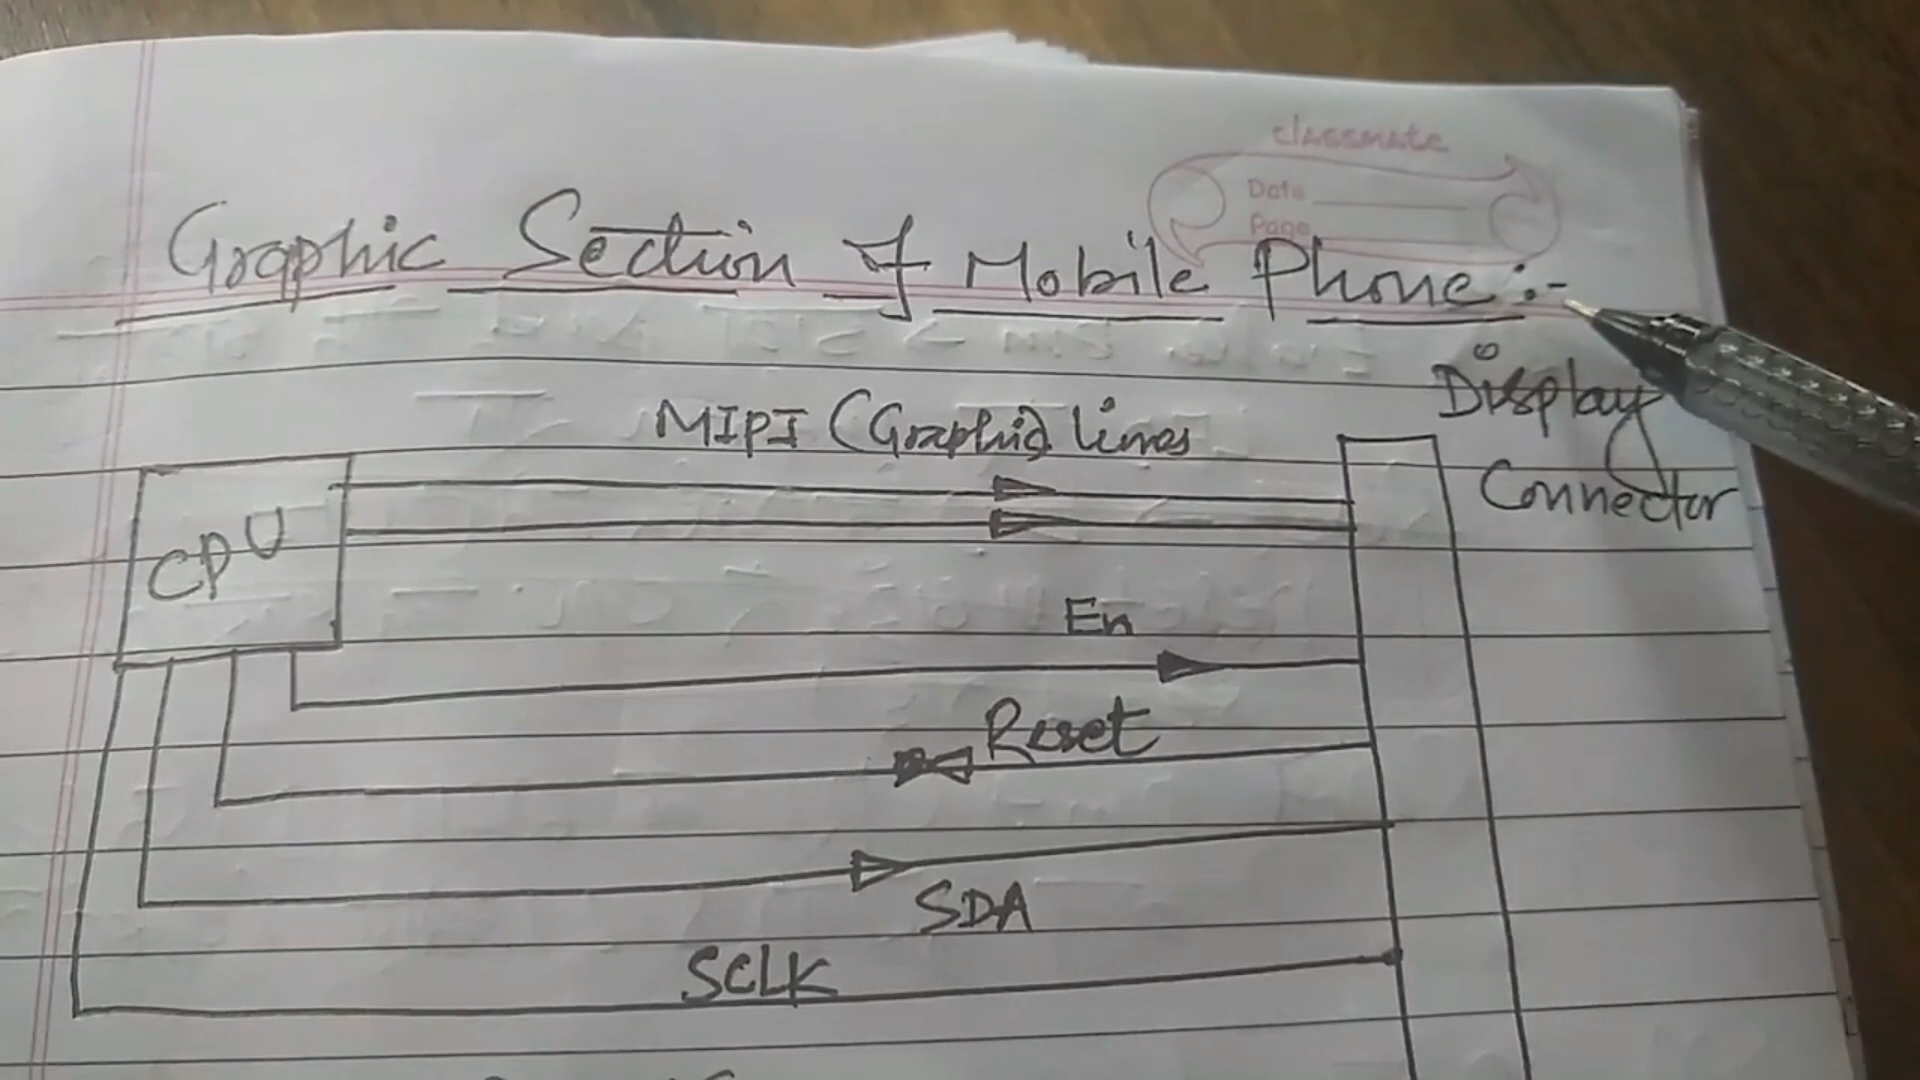 classmate
Date
Page
Graphic Section of Mobile Phone :-
Display
Connector
MIPI (Graphic) lines
CPU
En
Reset
SDA
SCLK